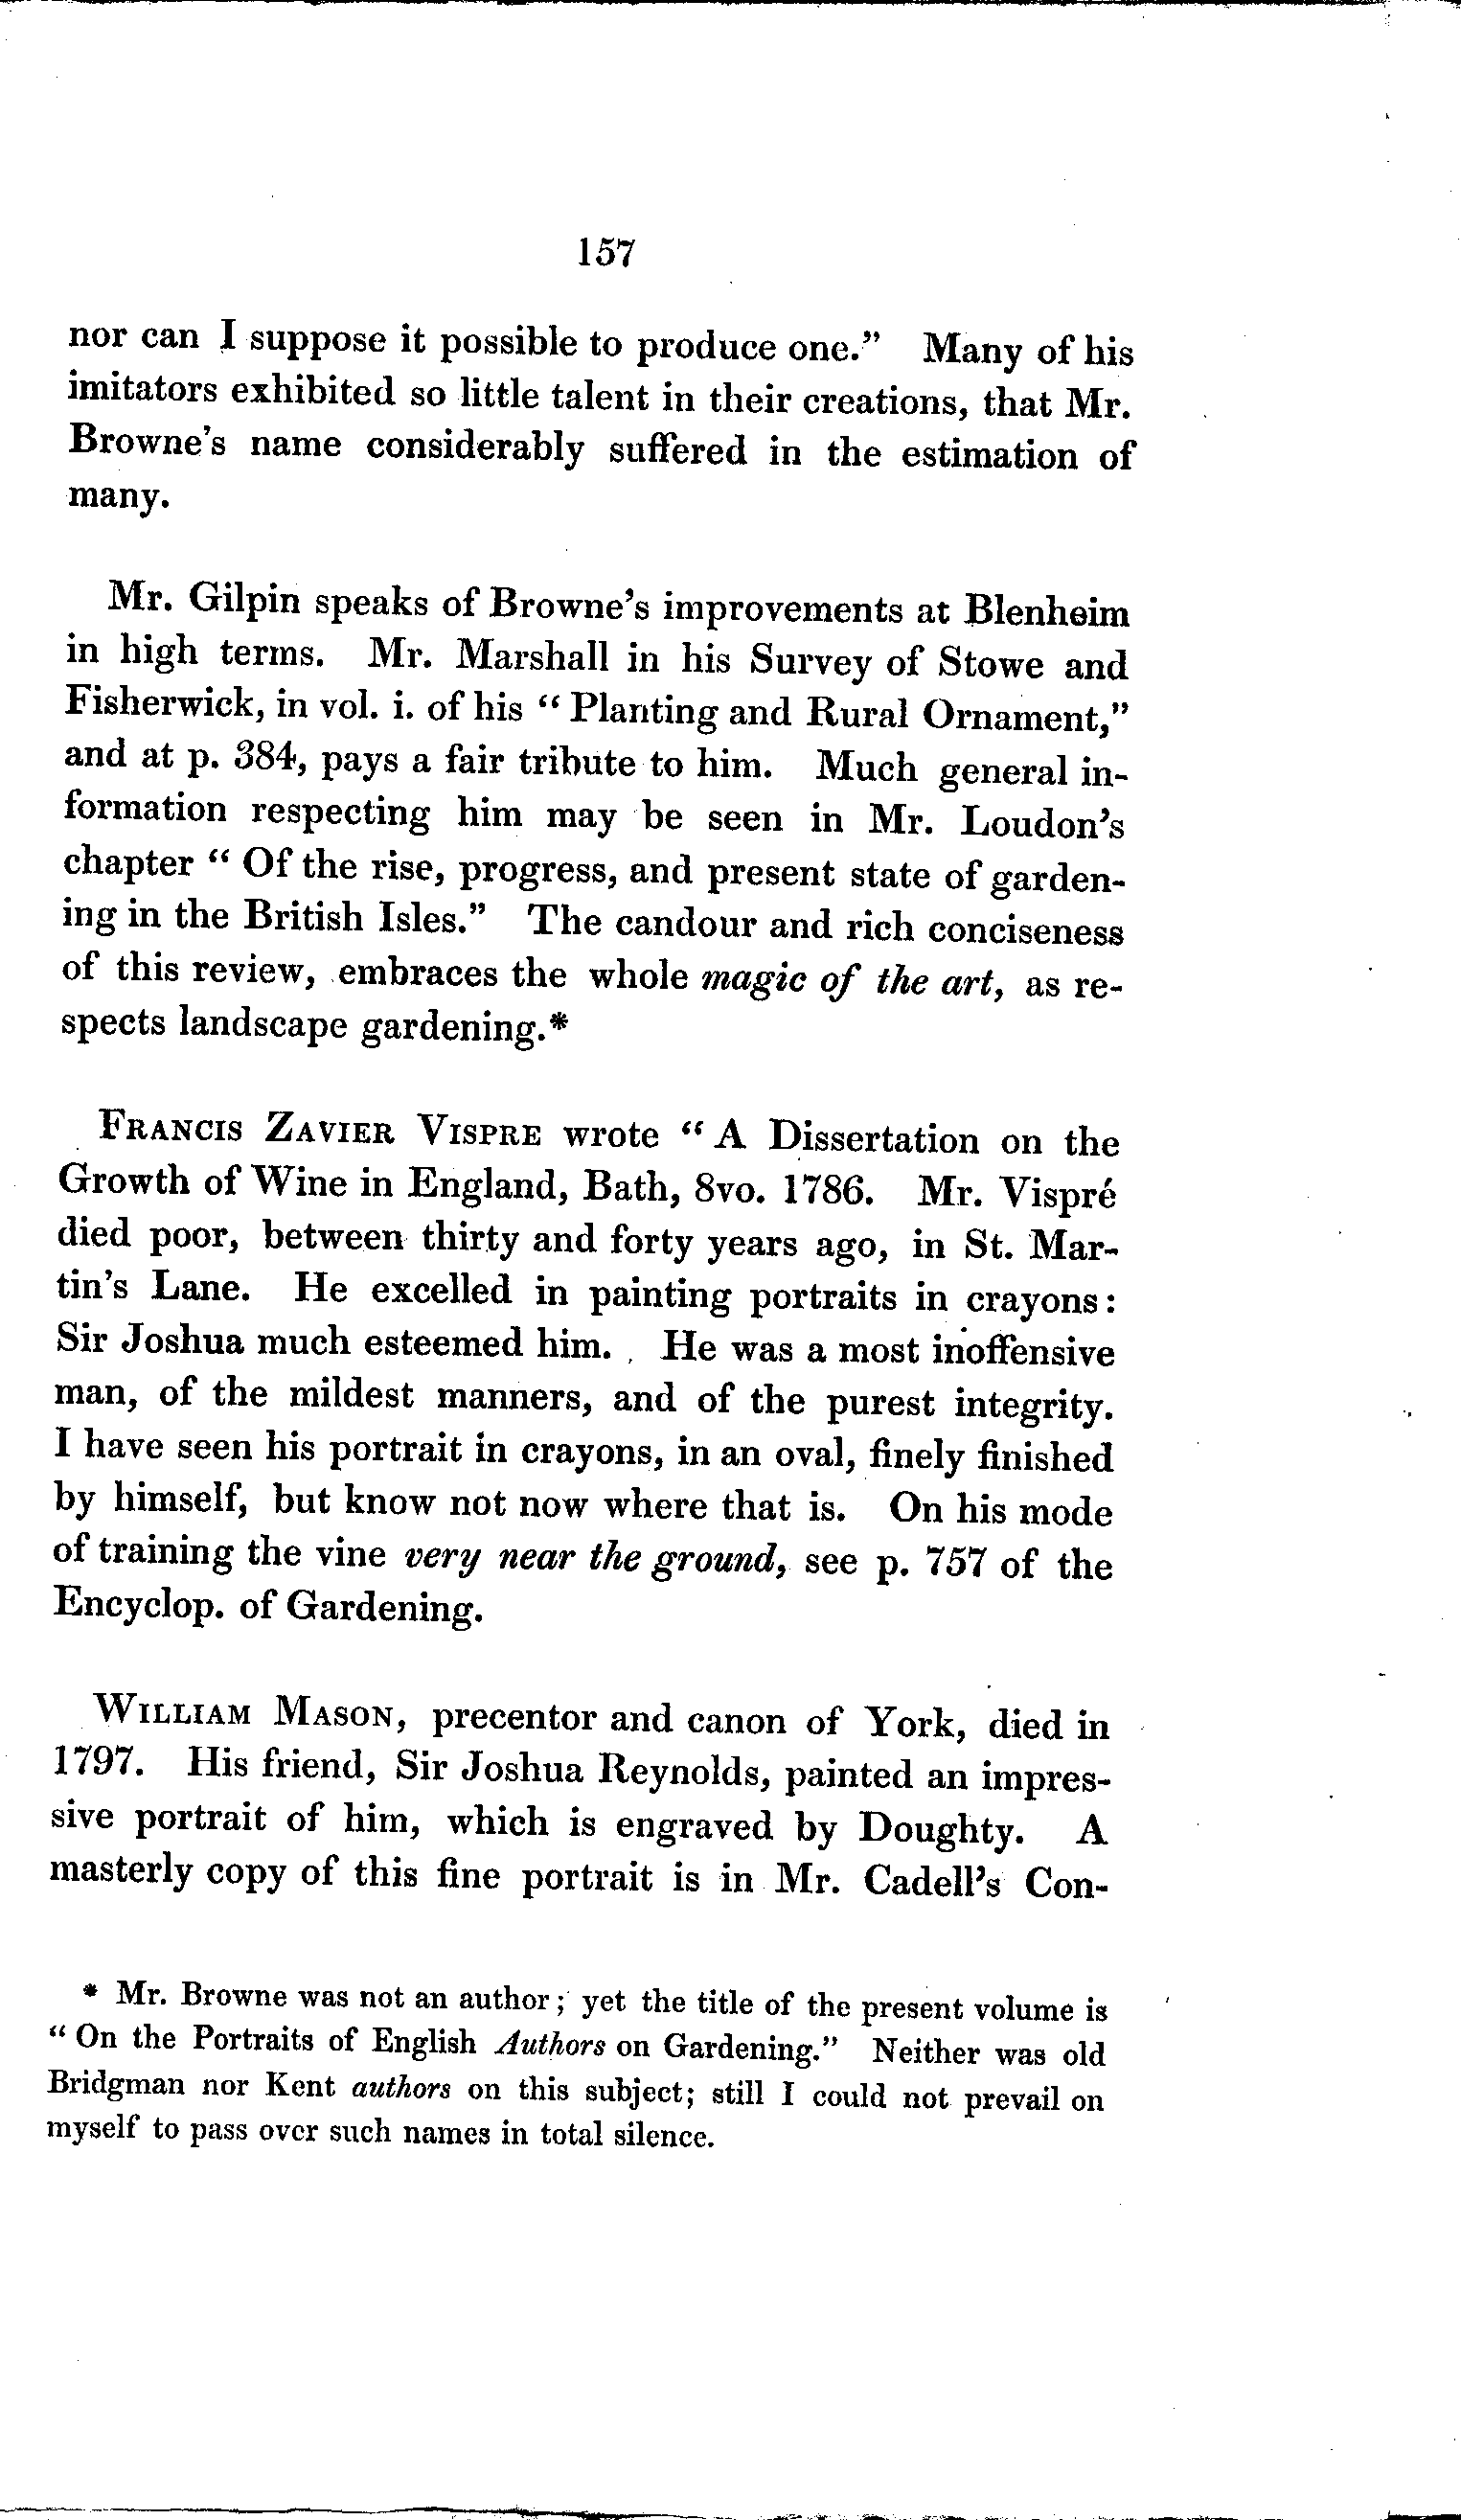 157
nor can I suppose it possible to produce one.” Many of his
imitators exhibited so little talent in their creations, that Mr.
Browne's name considerably suffered in the estimation of
many.
Mr. Gilpin speaks of Browne's improvements at Blenheim
in high terms. Mr. Marshall in his Survey of Stowe and
Fisherwick, in vol. i. of his “ Planting and Rural Ornament,”
and at p. 384, pays a fair tribute to him. Much general in-
formation respecting him may be seen in Mr. Loudon's
chapter “ Of the rise, progress, and present state of garden-
ing in the British Isles.” The candour and rich conciseness
of this review, embraces the whole magic of the art, as re-
spects landscape gardening.*
FRANCIS ZAVIER VISPRE wrote “ A Dissertation on the
Growth of Wine in England, Bath, 8vo. 1786. Mr. Vispré
died poor, between thirty and forty years ago, in St. Mar-
tin's Lane. He excelled in painting portraits in crayons:
Sir Joshua much esteemed him. He was a most inoffensive
man, of the mildest manners, and of the purest integrity.
I have seen his portrait in crayons, in an oval, finely finished
by himself, but know not now where that is. On his mode
of training the vine very near the ground, see p. 757 of the
Encyclop. of Gardening.
WILLIAM MASON, precentor and canon of York, died in
1797. His friend, Sir Joshua Reynolds, painted an impres-
sive portrait of him, which is engraved by Doughty. A
masterly copy of this fine portrait is in Mr. Cadell's Con-
* Mr. Browne was not an author; yet the title of the present volume is
“ On the Portraits of English Authors on Gardening.” Neither was old
Bridgman nor Kent authors on this subject; still I could not prevail on
myself to pass over such names in total silence.